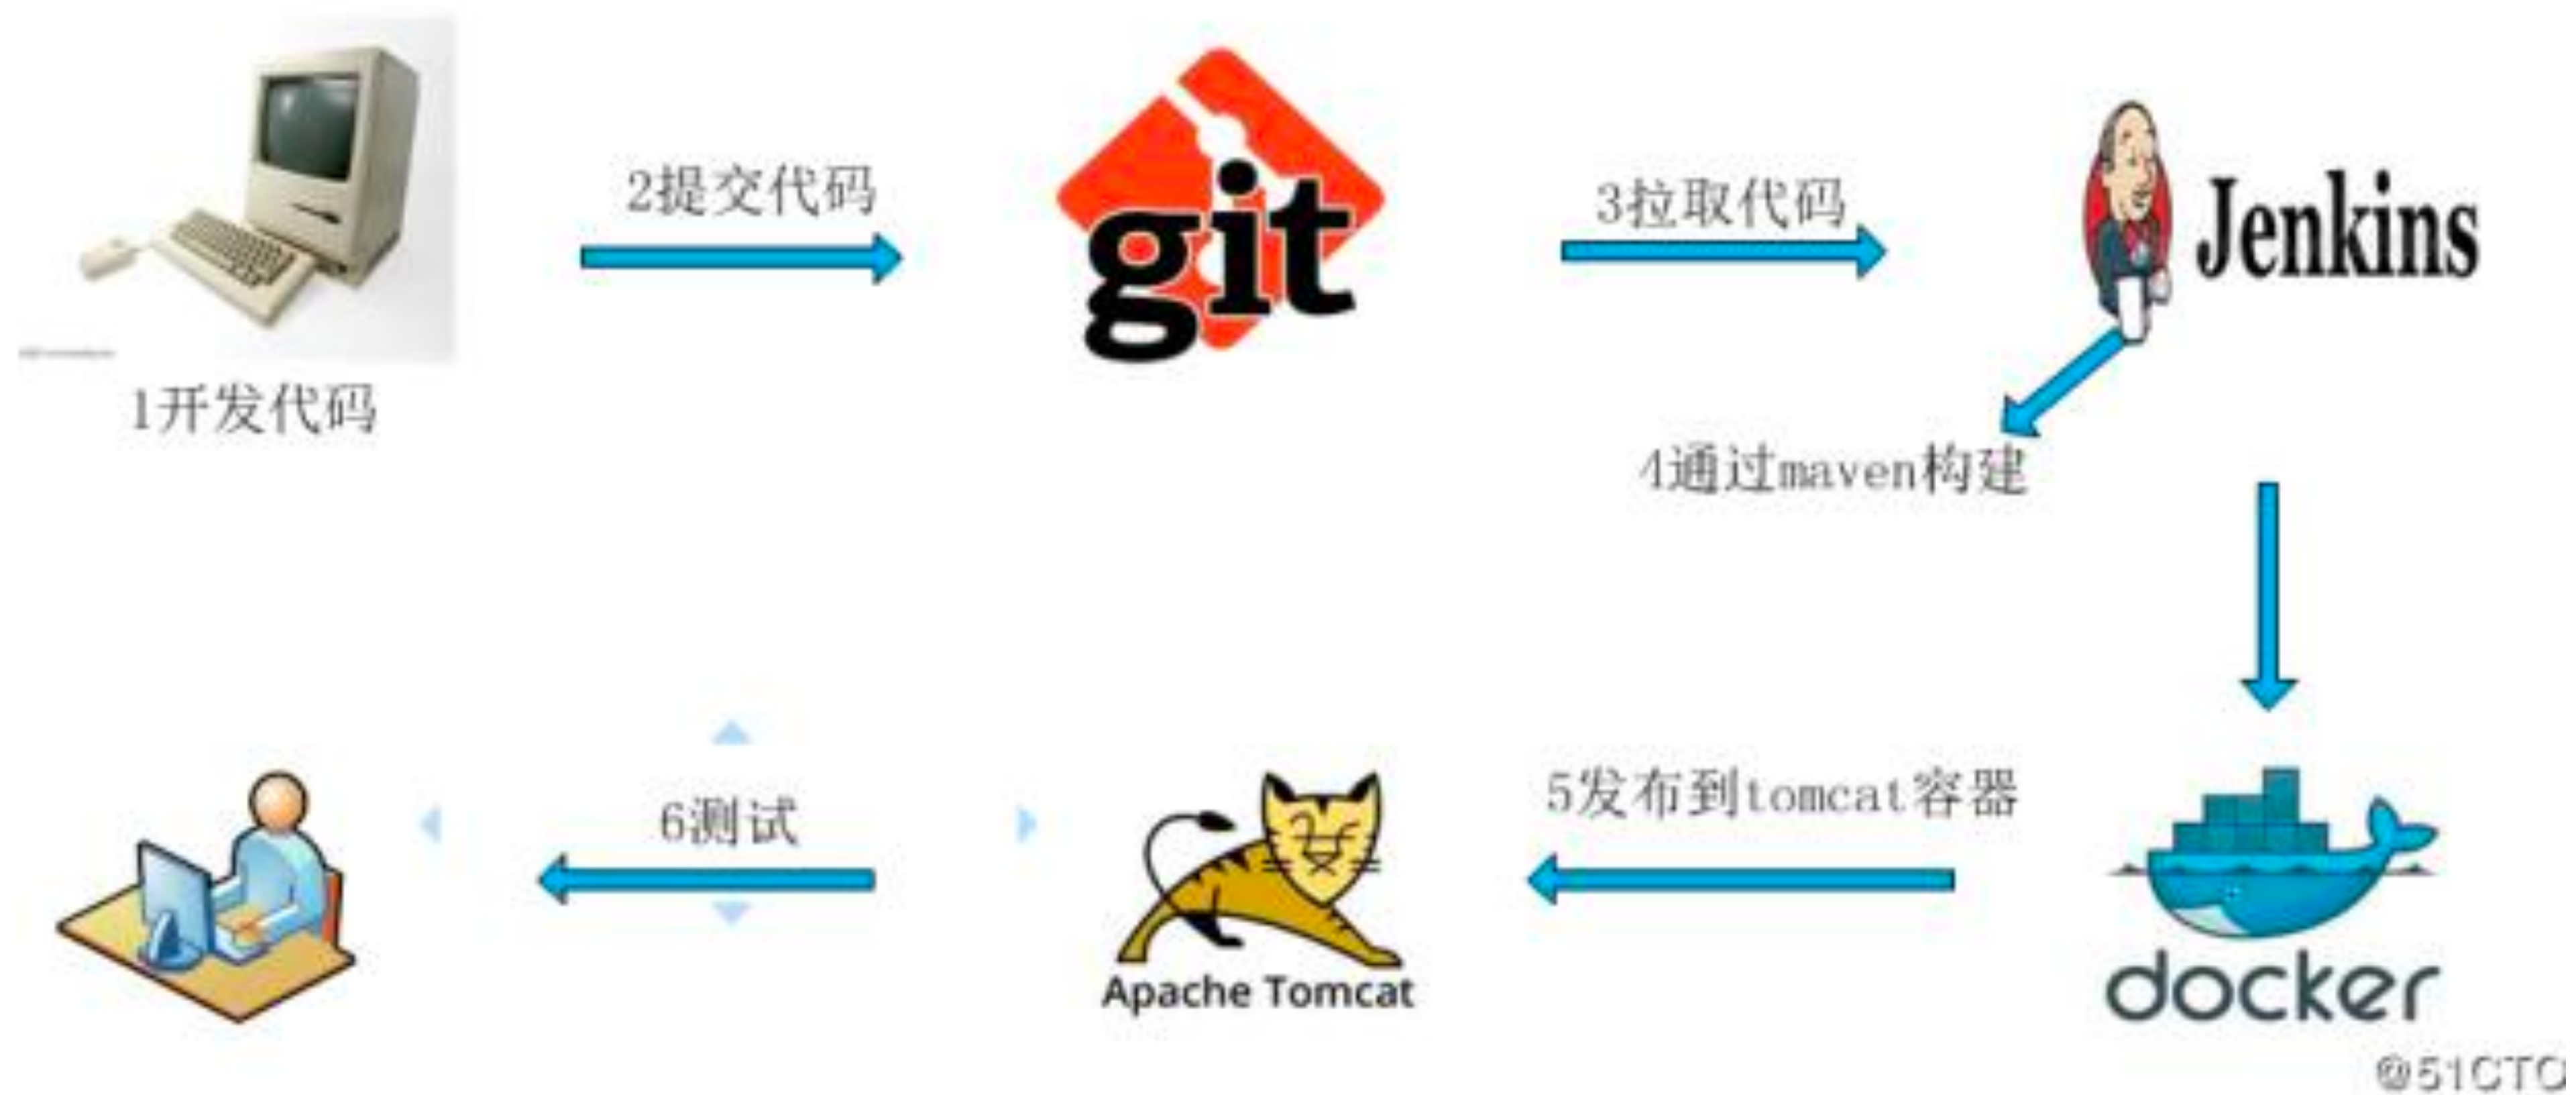 2提交代码
git
3拉取代码
Jenkins
1开发代码
4通过maven构建
6测试
5发布到tomcat容器
Apache Tomcat
docker
@51CTO